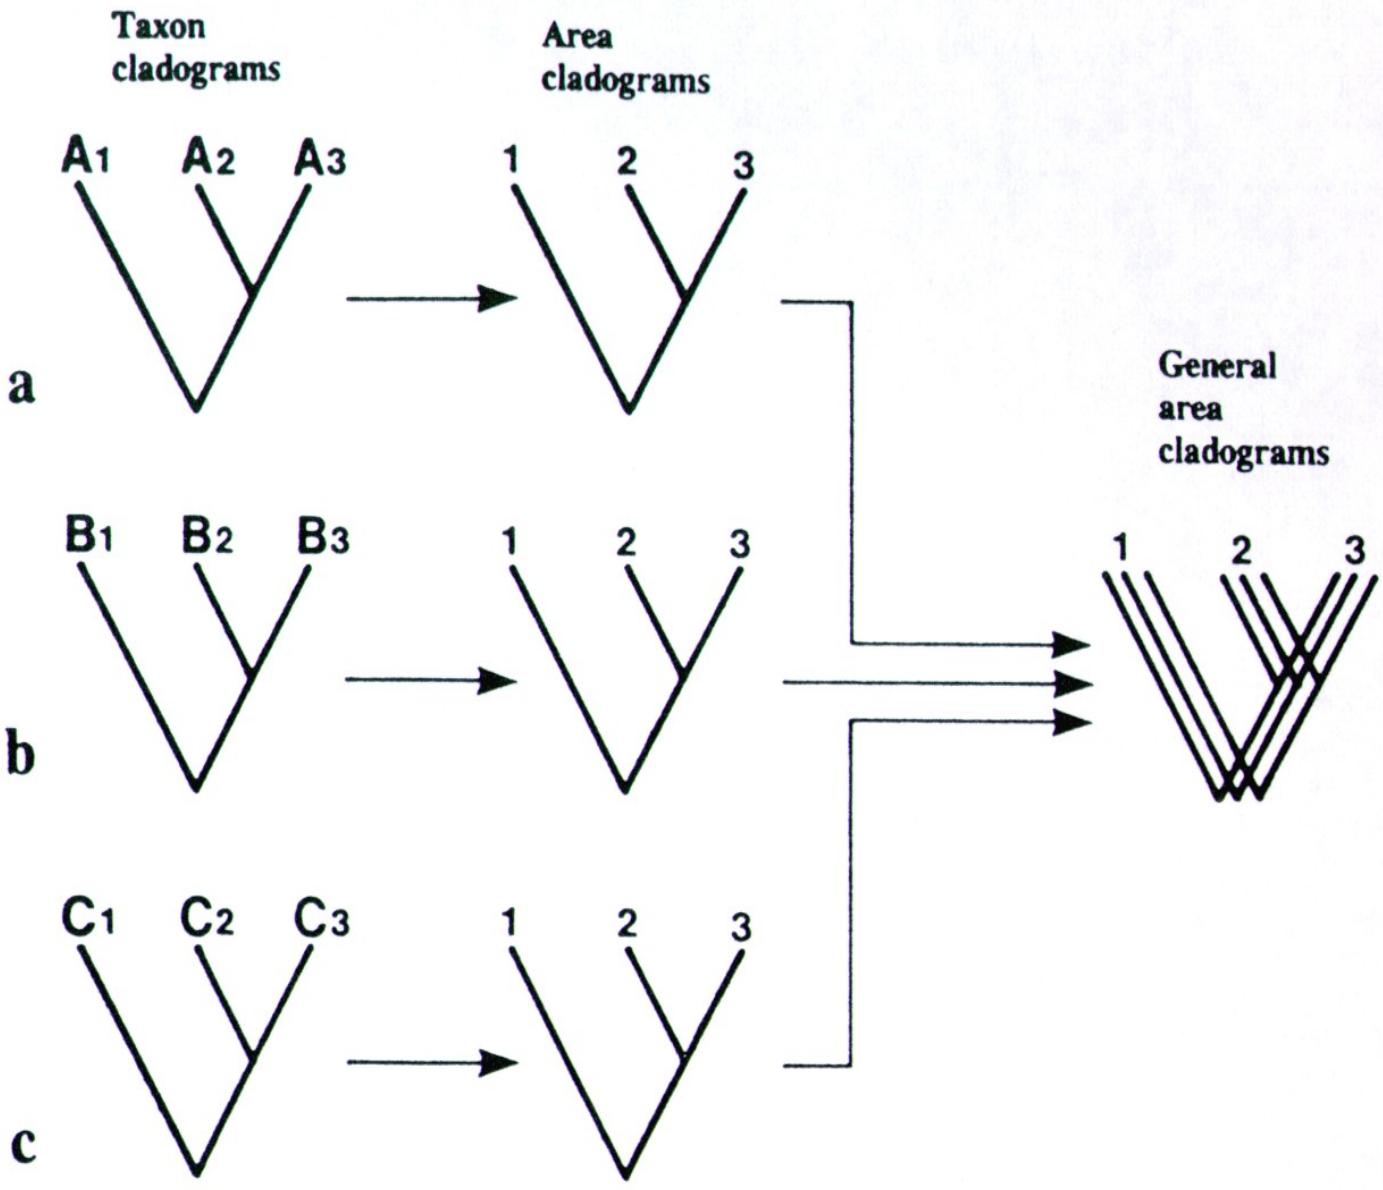 Taxon
cladograms
Area
cladograms
A1 A2 A3
1 2 3
a
General
area
cladograms
B1 B2 B3
1 2 3
1 2 3
b
C1 C2 C3
1 2 3
c